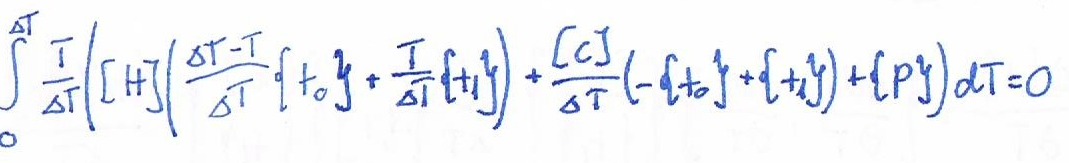 ∫₀^ΔT T/ΔT ([H]((ΔT-T)/ΔT {t₀} + T/ΔT {t₁}) + [C]/ΔT (-{t₀} + {t₁}) + {P}) dT = 0